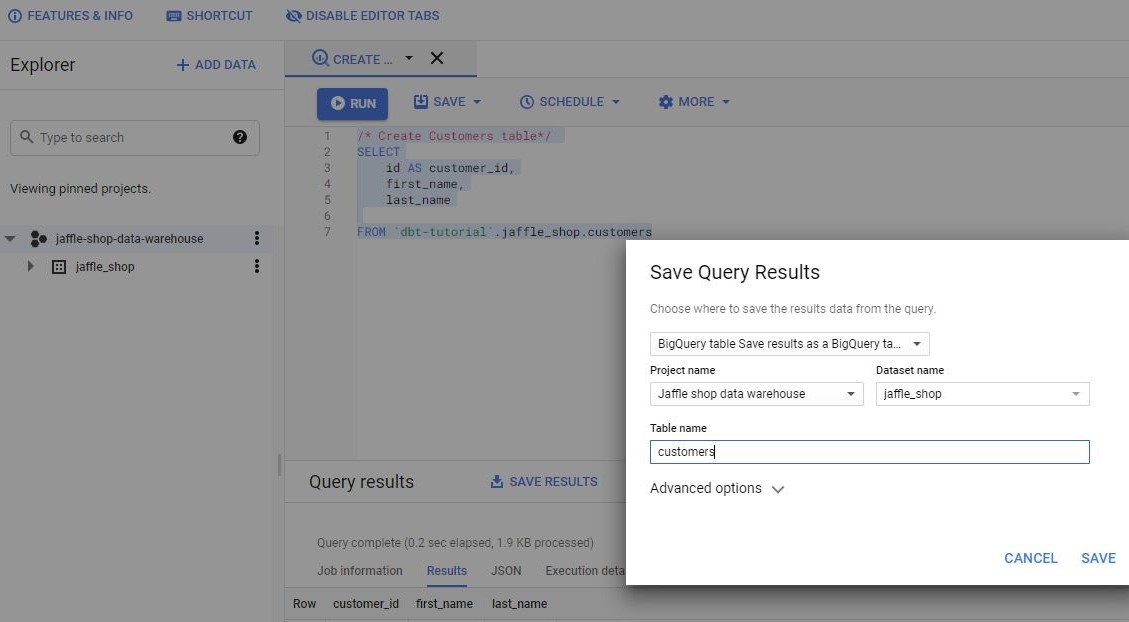 FEATURES & INFO SHORTCUT DISABLE EDITOR TABS
Explorer
+ ADD DATA
CREATE ...
RUN SAVE SCHEDULE MORE
Type to search
Viewing pinned projects.
jaffle-shop-data-warehouse
jaffle_shop
1 /* Create Customers table*/
2 SELECT
3 id AS customer_id,
4 first_name,
5 last_name
6
7 FROM `dbt-tutorial`.jaffle_shop.customers
Save Query Results
Choose where to save the results data from the query.
BigQuery table Save results as a BigQuery ta...
Project name Dataset name
Jaffle shop data warehouse jaffle_shop
Table name
customers
Advanced options
CANCEL SAVE
Query results SAVE RESULTS
Query complete (0.2 sec elapsed, 1.9 KB processed)
Job information Results JSON Execution deta
Row customer_id first_name last_name